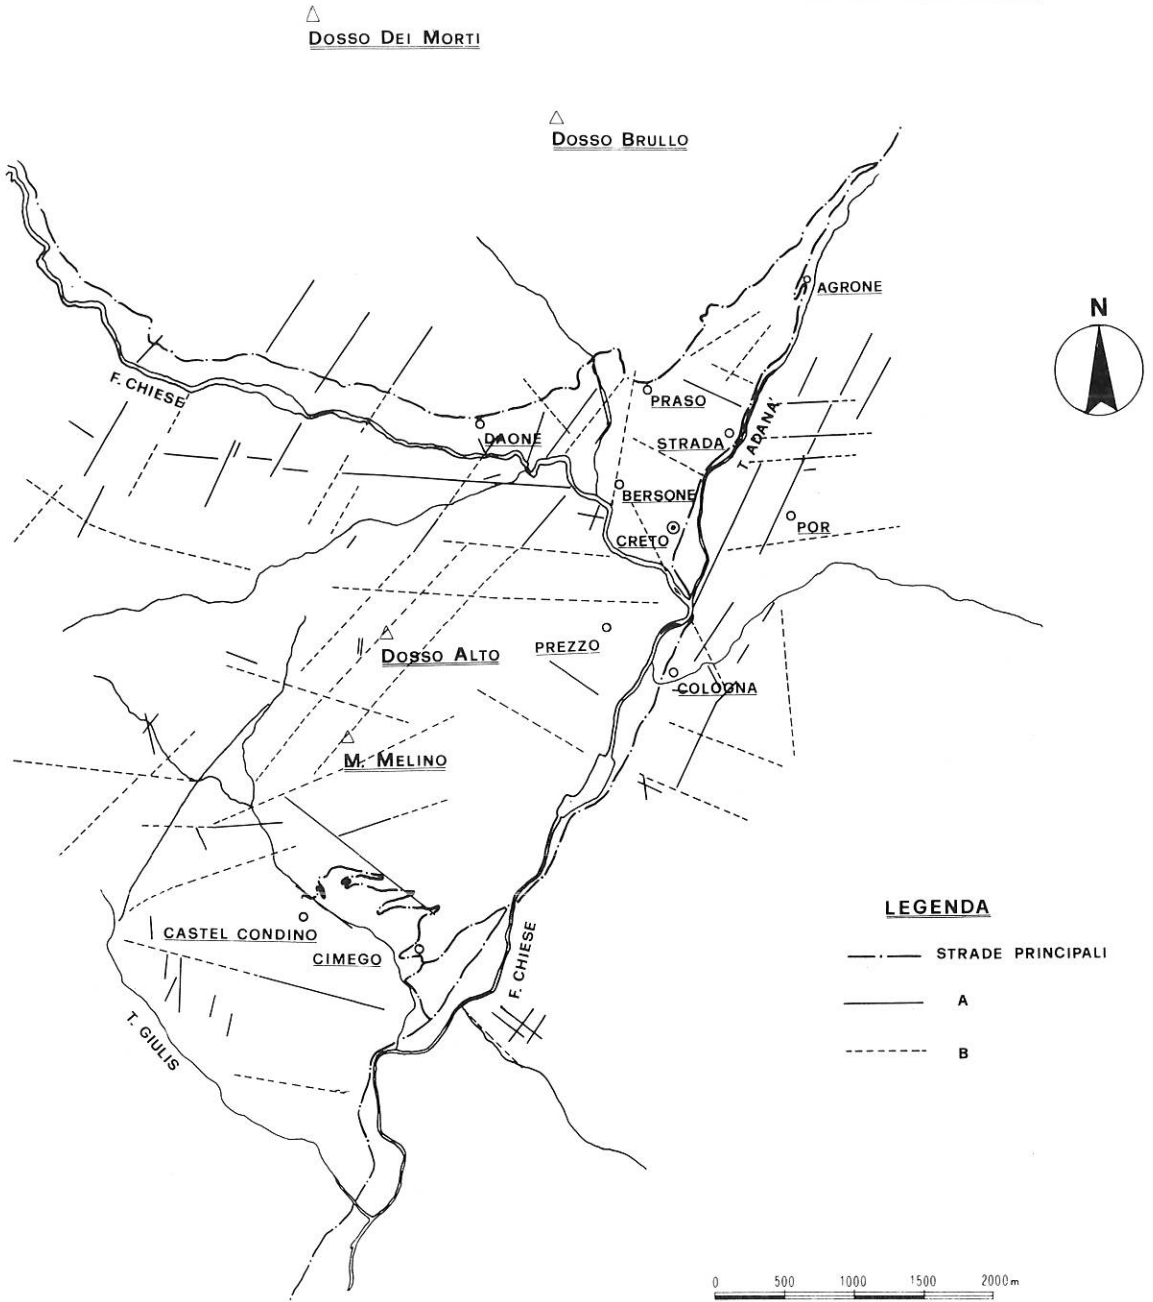 DOSSO DEI MORTI
DOSSO BRULLO
AGRONE
N
F. CHIESE
PRASO
DAONE
STRADA
T. ADANA'
BERSONE
CRETO
POR
PREZZO
DOSSO ALTO
COLOGNA
M. MELINO
LEGENDA
CASTEL CONDINO
CIMEGO
F. CHIESE
STRADE PRINCIPALI
A
T. GIULIS
B
0 500 1000 1500 2000 m